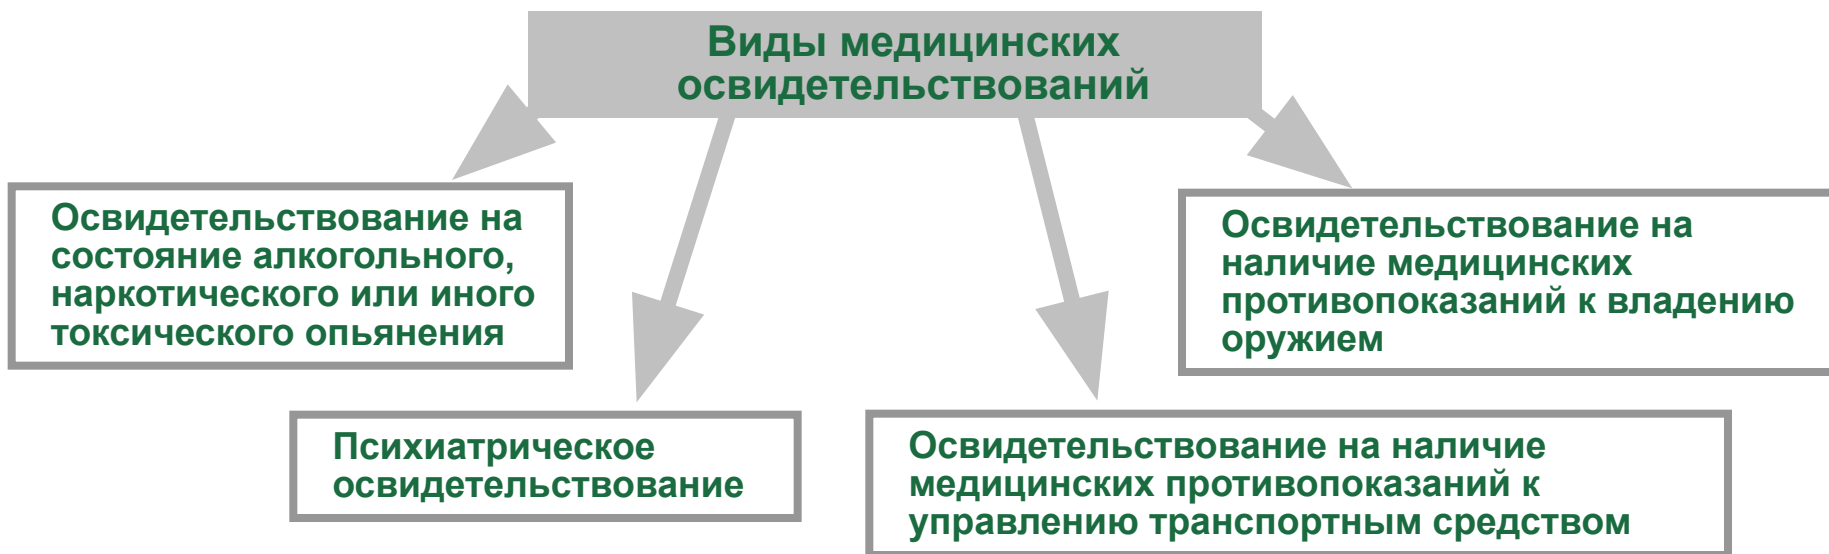 Виды медицинских
освидетельствований
Освидетельствование на
состояние алкогольного,
наркотического или иного
токсического опьянения
Освидетельствование на
наличие медицинских
противопоказаний к владению
оружием
Психиатрическое
освидетельствование
Освидетельствование на наличие
медицинских противопоказаний к
управлению транспортным средством